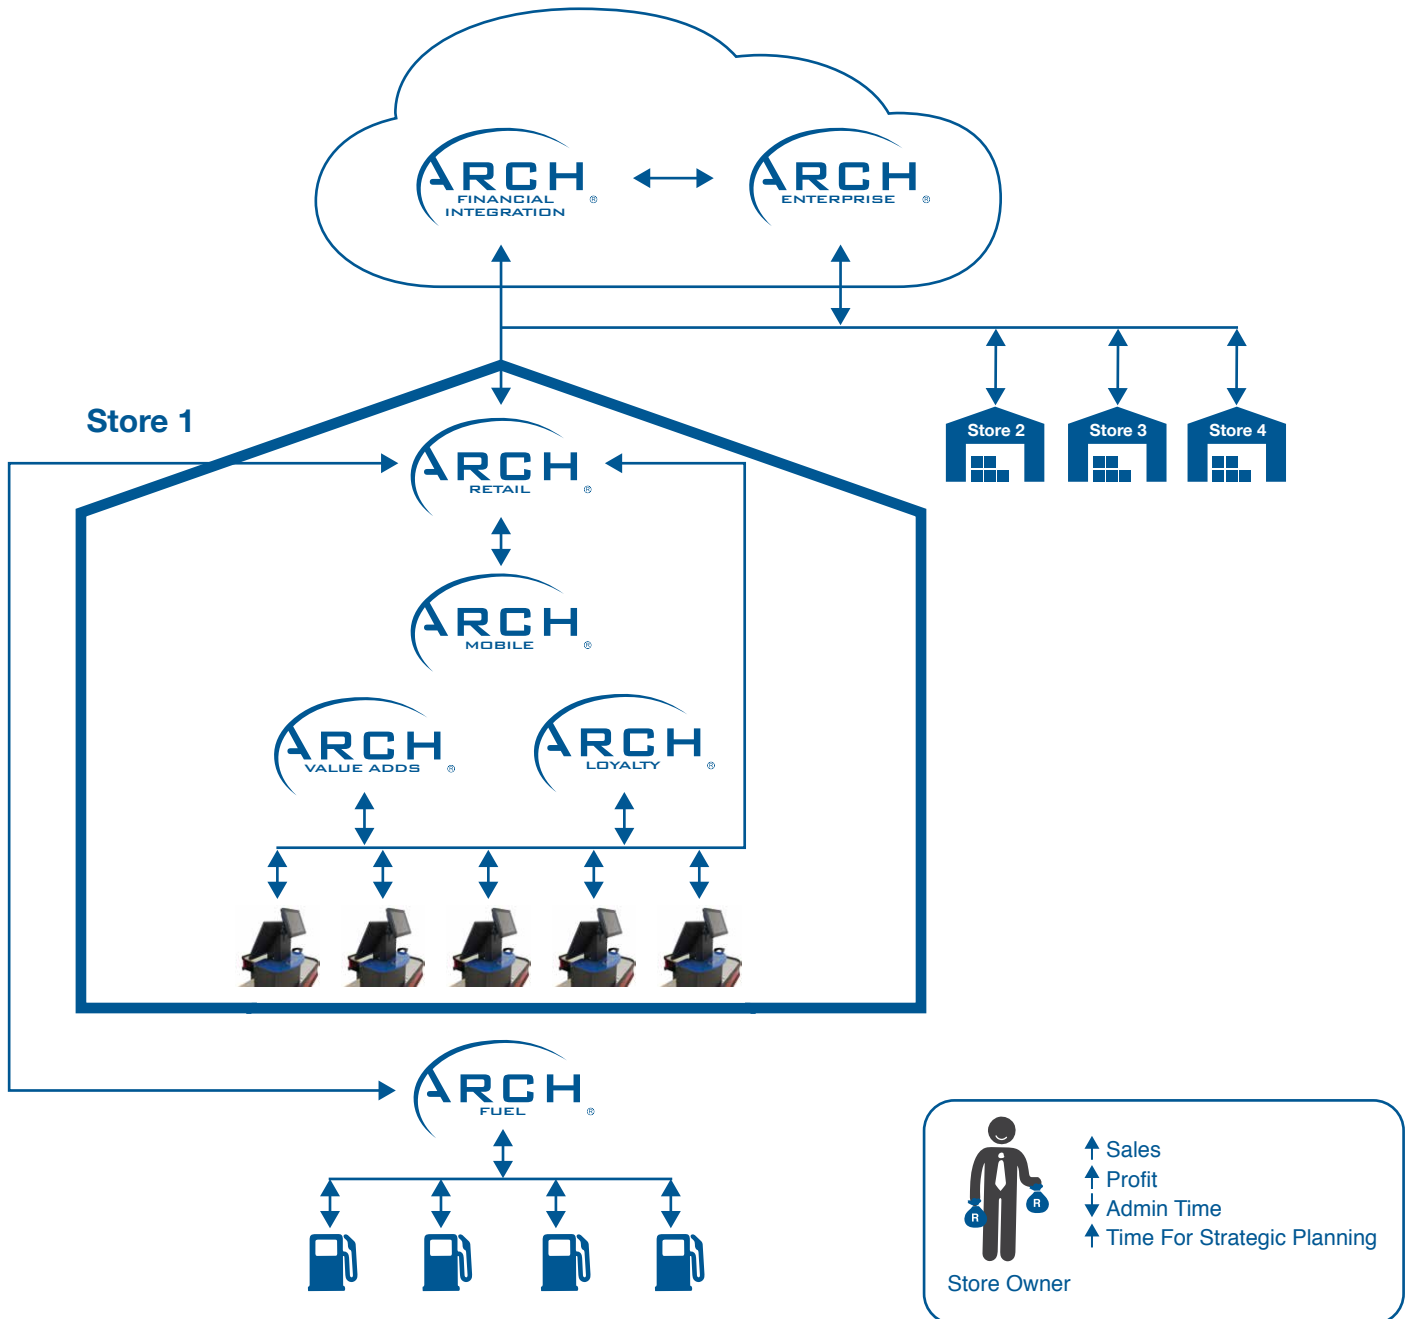 ARCH
FINANCIAL
INTEGRATION ®
ARCH
ENTERPRISE ®
Store 1
Store 2
Store 3
Store 4
ARCH
RETAIL ®
ARCH
MOBILE ®
ARCH
VALUE ADDS ®
ARCH
LOYALTY ®
ARCH
FUEL ®
R
R
Sales
Profit
Admin Time
Time For Strategic Planning
Store Owner